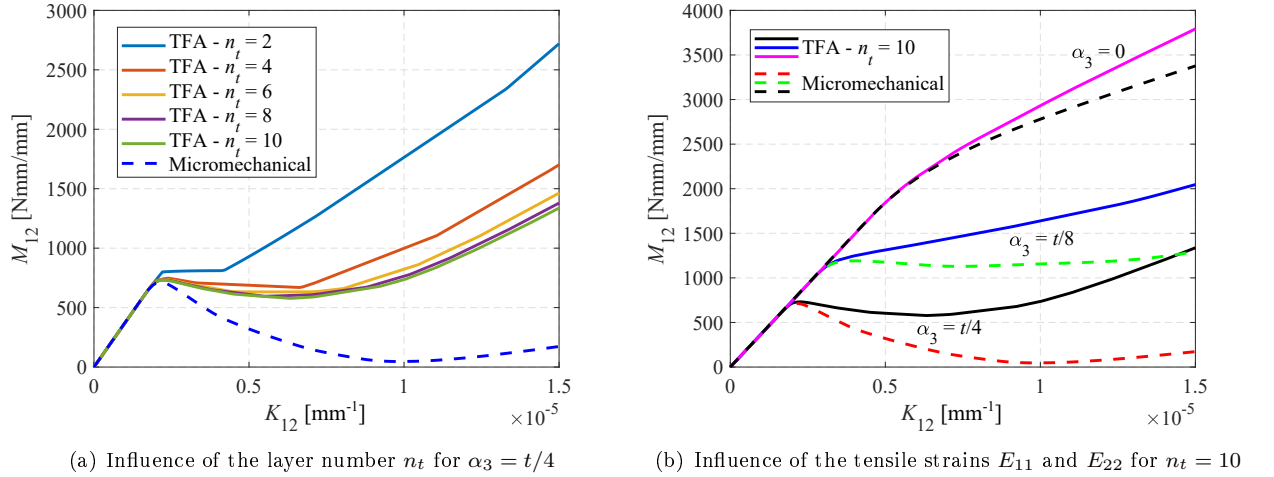 3000
2500
2000
1500
1000
500
0
M12 [Nmm/mm]
TFA - nt = 2
TFA - nt = 4
TFA - nt = 6
TFA - nt = 8
TFA - nt = 10
Micromechanical
0 0.5 1 1.5
K12 [mm-1]
×10-5
(a) Influence of the layer number nt for α3 = t/4
4000
3500
3000
2500
2000
1500
1000
500
0
M12 [Nmm/mm]
TFA - nt = 10
Micromechanical
α3 = 0
α3 = t/8
α3 = t/4
0 0.5 1 1.5
K12 [mm-1]
×10-5
(b) Influence of the tensile strains E11 and E22 for nt = 10